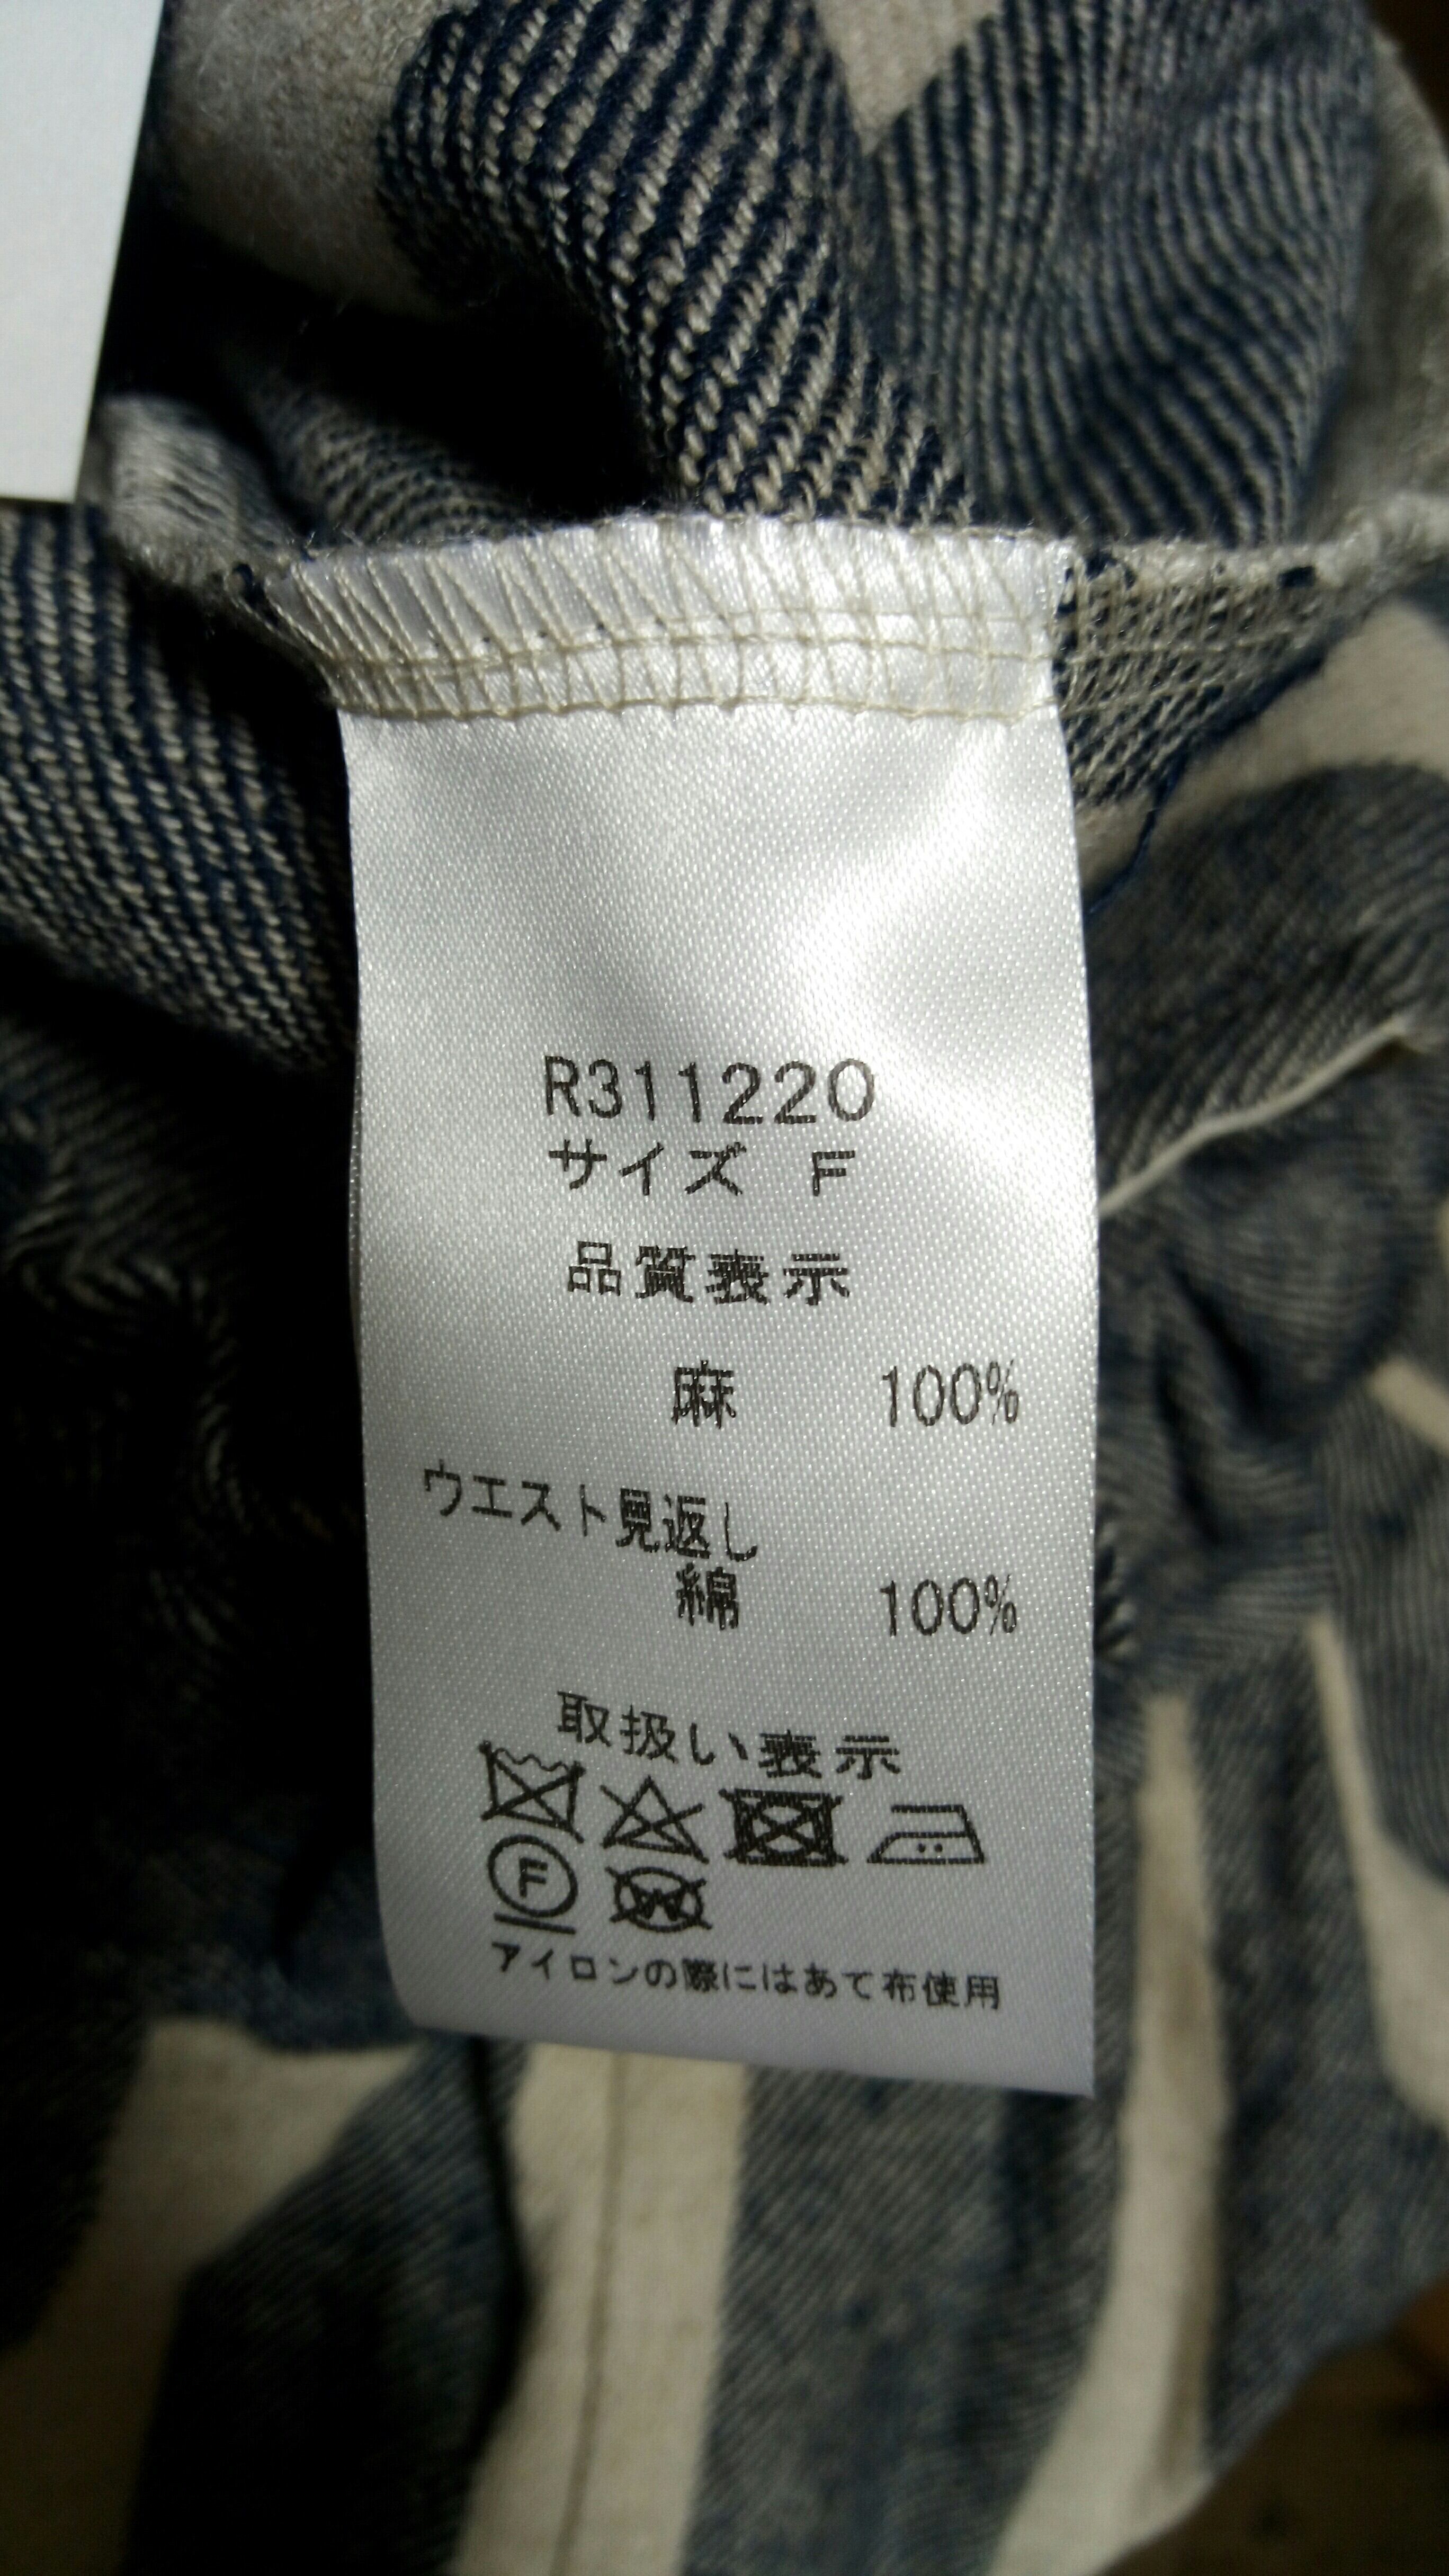 R311220
サイズ F
品質表示
麻 100%
ウエスト見返し
綿 100%
取扱い表示
F
W
アイロンの際にはあて布使用